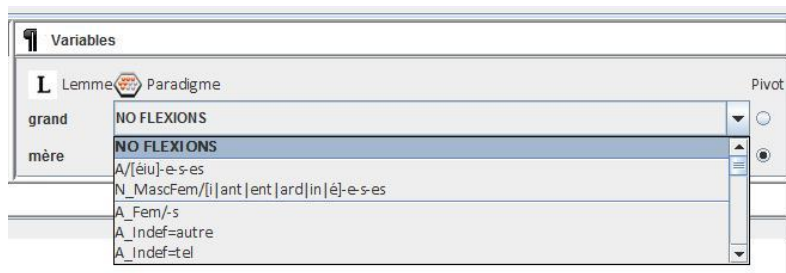 ¶ Variables
L Lemme Paradigme Pivot
grand NO FLEXIONS
mère NO FLEXIONS
A/[éiu]-e-s-es
N_MascFem/[i|ant|ent|ard|in|é]-e-s-es
A_Fem/-s
A_Indef=autre
A_Indef=tel